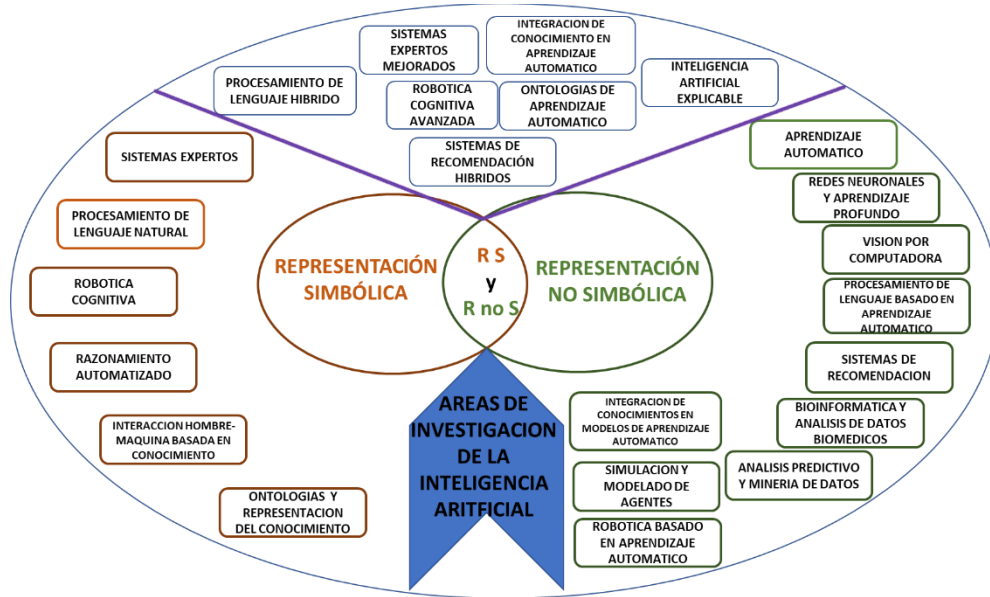 SISTEMAS
EXPERTOS
MEJORADOS
INTEGRACION DE
CONOCIMIENTO EN
APRENDIZAJE
AUTOMATICO
PROCESAMIENTO DE
LENGUAJE HIBRIDO
INTELIGENCIA
ARTIFICIAL
EXPLICABLE
ROBOTICA
COGNITIVA
AVANZADA
ONTOLOGIAS DE
APRENDIZAJE
AUTOMATICO
SISTEMAS DE
RECOMENDACIÓN
HIBRIDOS
SISTEMAS EXPERTOS
PROCESAMIENTO DE
LENGUAJE NATURAL
ROBOTICA
COGNITIVA
RAZONAMIENTO
AUTOMATIZADO
INTERACCION HOMBRE-
MAQUINA BASADA EN
CONOCIMIENTO
ONTOLOGIAS Y
REPRESENTACION
DEL CONOCIMIENTO
REPRESENTACIÓN
SIMBÓLICA
R S
y
R no S
REPRESENTACIÓN
NO SIMBÓLICA
AREAS DE
INVESTIGACION
DE LA
INTELIGENCIA
ARITFICIAL
APRENDIZAJE
AUTOMATICO
REDES NEURONALES
Y APRENDIZAJE
PROFUNDO
VISION POR
COMPUTADORA
PROCESAMIENTO DE
LENGUAJE BASADO EN
APRENDIZAJE
AUTOMATICO
SISTEMAS DE
RECOMENDACION
BIOINFORMATICA Y
ANALISIS DE DATOS
BIOMEDICOS
ANALISIS PREDICTIVO
Y MINERIA DE DATOS
INTEGRACION DE
CONOCIMIENTOS EN
MODELOS DE APRENDIZAJE
AUTOMATICO
SIMULACION Y
MODELADO DE
AGENTES
ROBOTICA BASADO
EN APRENDIZAJE
AUTOMATICO